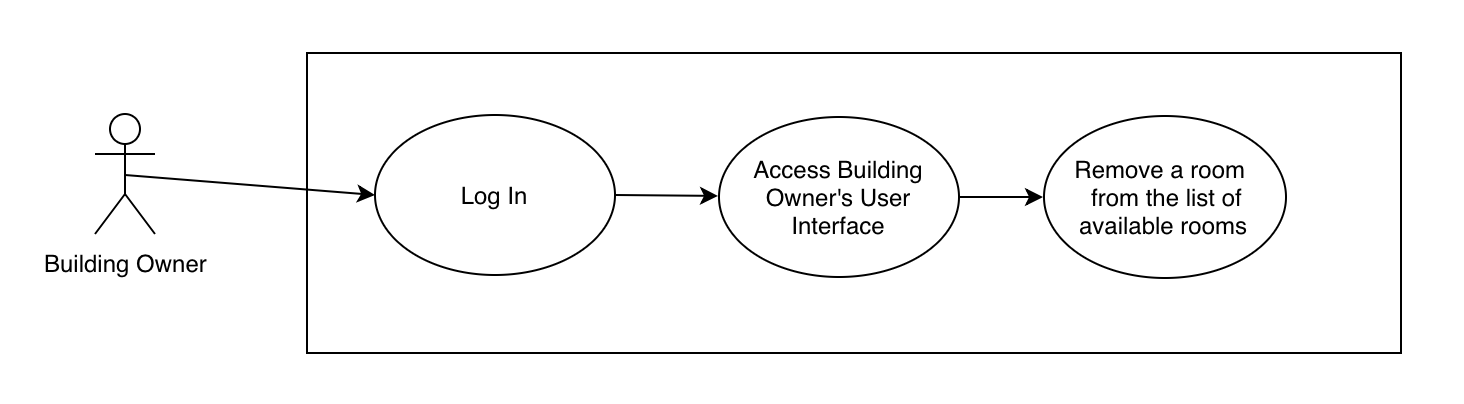 Building Owner
Log In
Access Building
Owner's User
Interface
Remove a room
from the list of
available rooms